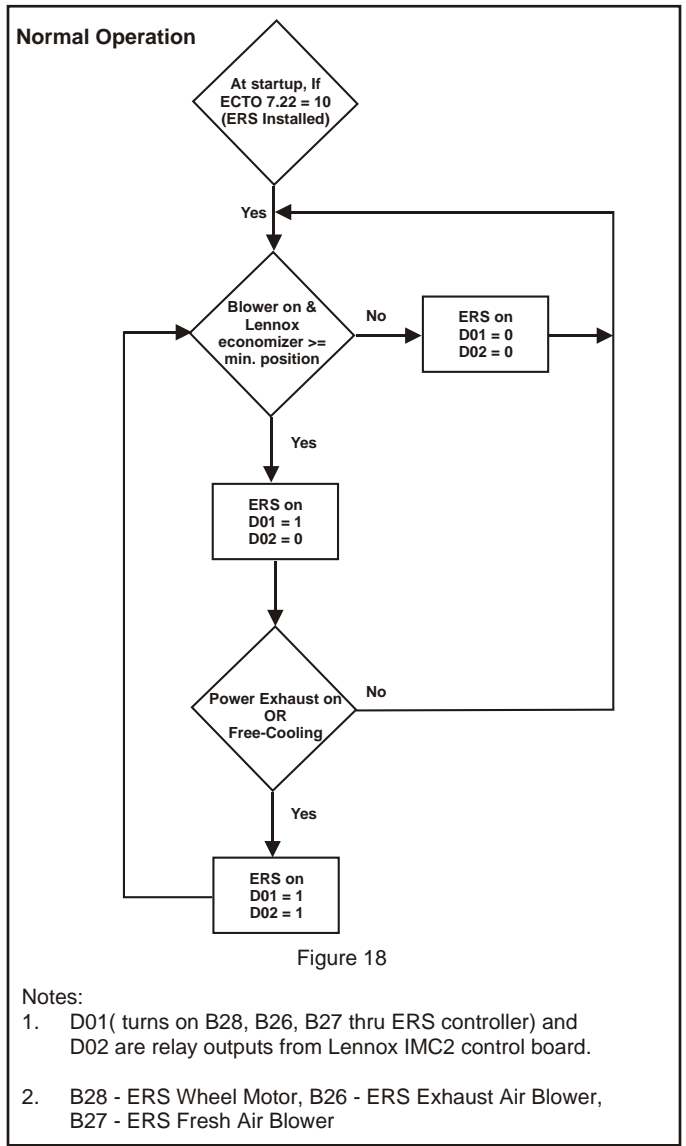 Normal Operation
At startup, If
ECTO 7.22 = 10
(ERS Installed)
Yes
Blower on &
Lennox
economizer >=
min. position
No
ERS on
D01 = 0
D02 = 0
Yes
ERS on
D01 = 1
D02 = 0
Power Exhaust on
OR
Free-Cooling
No
Yes
ERS on
D01 = 1
D02 = 1
Figure 18
Notes:
1. D01( turns on B28, B26, B27 thru ERS controller) and
D02 are relay outputs from Lennox IMC2 control board.
2. B28 - ERS Wheel Motor, B26 - ERS Exhaust Air Blower,
B27 - ERS Fresh Air Blower